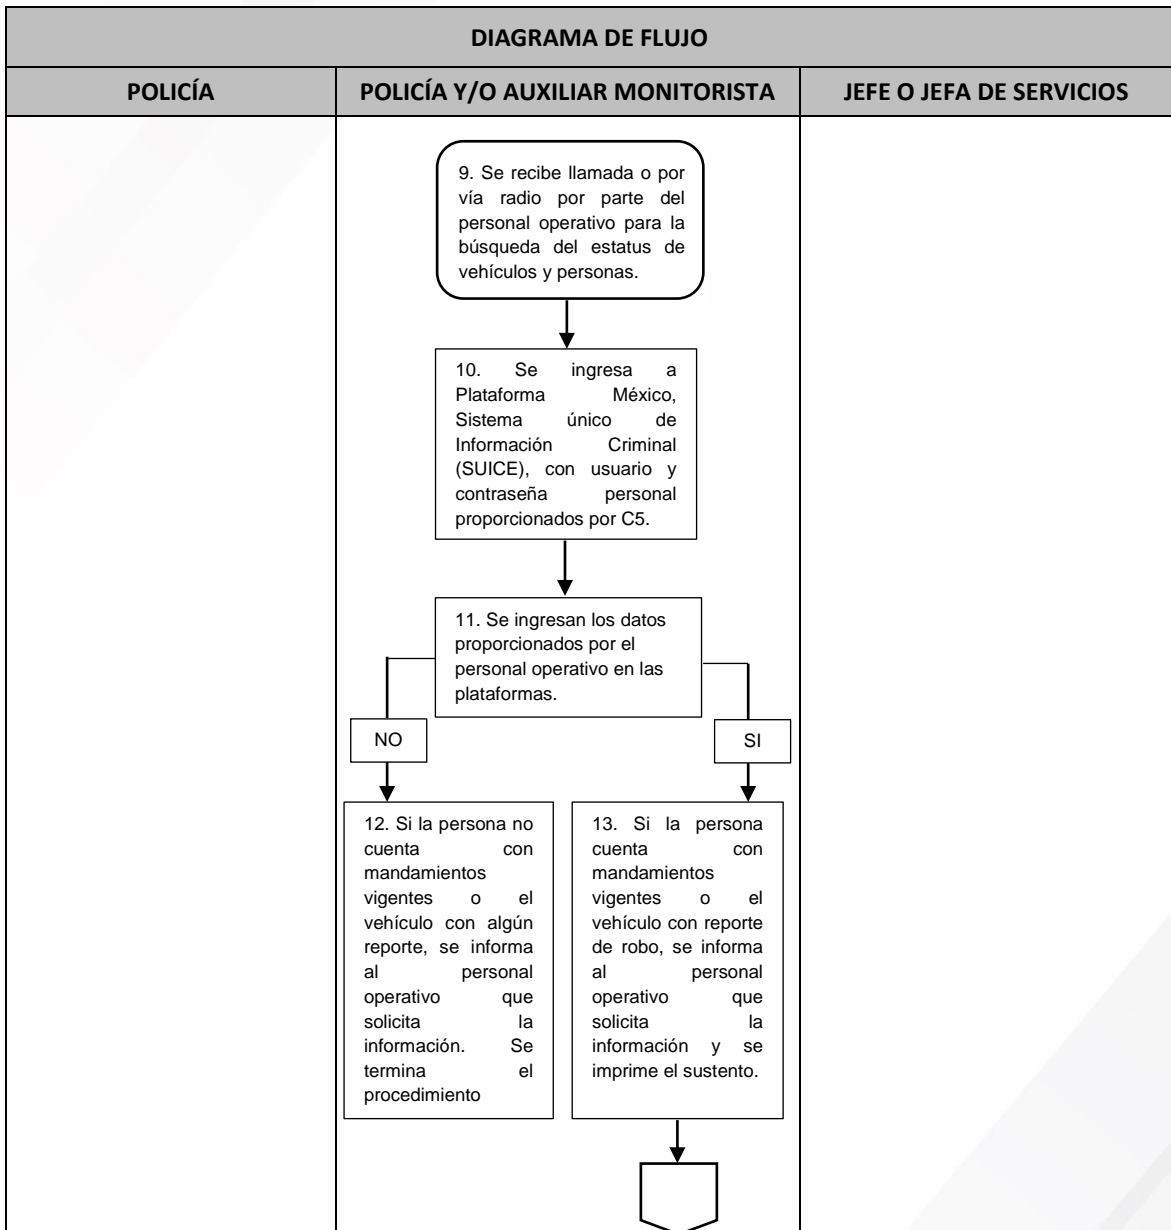 DIAGRAMA DE FLUJO
POLICÍA
POLICÍA Y/O AUXILIAR MONITORISTA
JEFE O JEFA DE SERVICIOS
9. Se recibe llamada o por
vía radio por parte del
personal operativo para la
búsqueda del estatus de
vehículos y personas.
10. Se ingresa a
Plataforma México,
Sistema único de
Información Criminal
(SUICE), con usuario y
contraseña personal
proporcionados por C5.
11. Se ingresan los datos
proporcionados por el
personal operativo en las
plataformas.
NO
SI
12. Si la persona no
cuenta con
mandamientos
vigentes o el
vehículo con algún
reporte, se informa
al personal
operativo que
solicita la
información. Se
termina el
procedimiento
13. Si la persona
cuenta con
mandamientos
vigentes o el
vehículo con reporte
de robo, se informa
al personal
operativo que
solicita la
información y se
imprime el sustento.